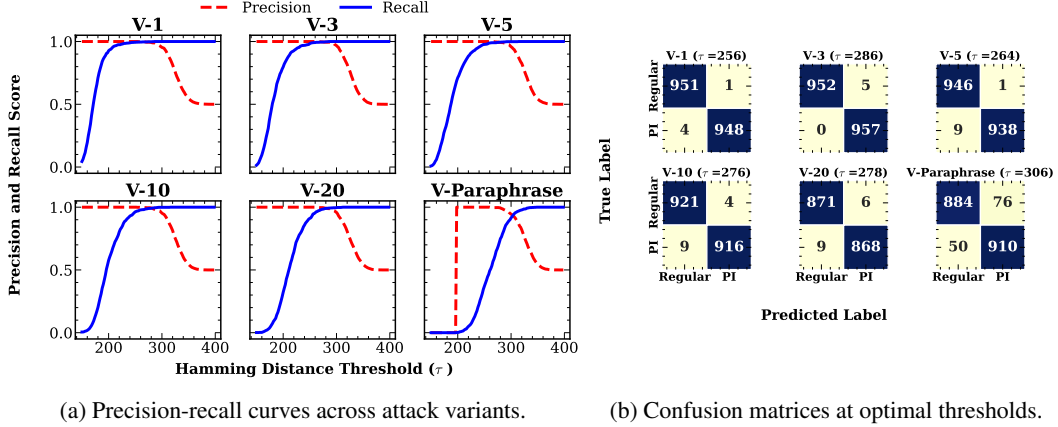 Precision Recall
V-1 V-3 V-5
1.0
0.5
0.0
V-10 V-20 V-Paraphrase
1.0
0.5
0.0
200 300 400 200 300 400 200 300 400
Precision and Recall Score
Hamming Distance Threshold (τ )
(a) Precision-recall curves across attack variants.
V-1 (τ =256) V-3 (τ =286) V-5 (τ =264)
Regular 951 1 952 5 946 1
PI 4 948 0 957 9 938
V-10 (τ =276) V-20 (τ =278) V-Paraphrase (τ =306)
Regular 921 4 871 6 884 76
PI 9 916 9 868 50 910
Regular PI Regular PI Regular PI
True Label
Predicted Label
(b) Confusion matrices at optimal thresholds.